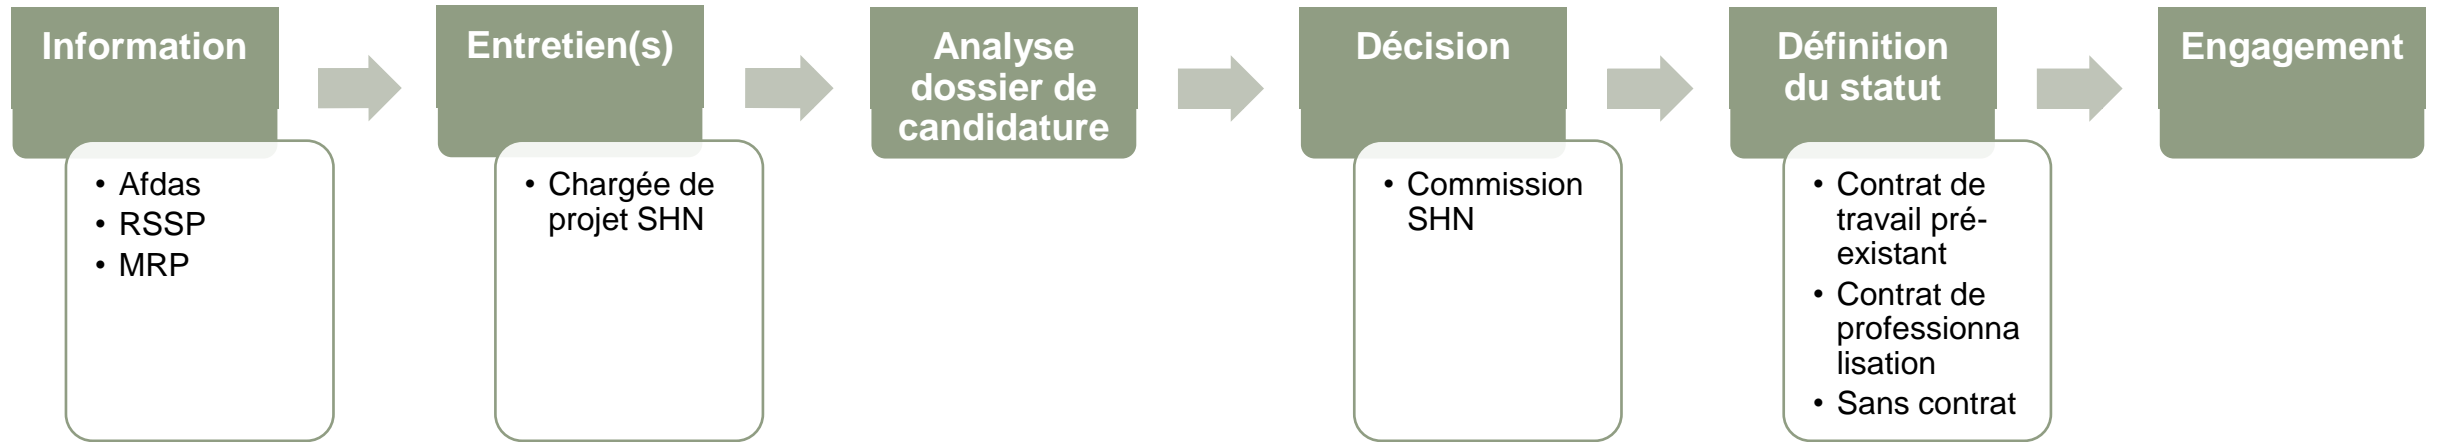 Information
• Afdas
• RSSP
• MRP
Entretien(s)
• Chargée de
projet SHN
Analyse
dossier de
candidature
Décision
• Commission
SHN
Définition
du statut
• Contrat de
travail pré-
existant
• Contrat de
professionna
lisation
• Sans contrat
Engagement